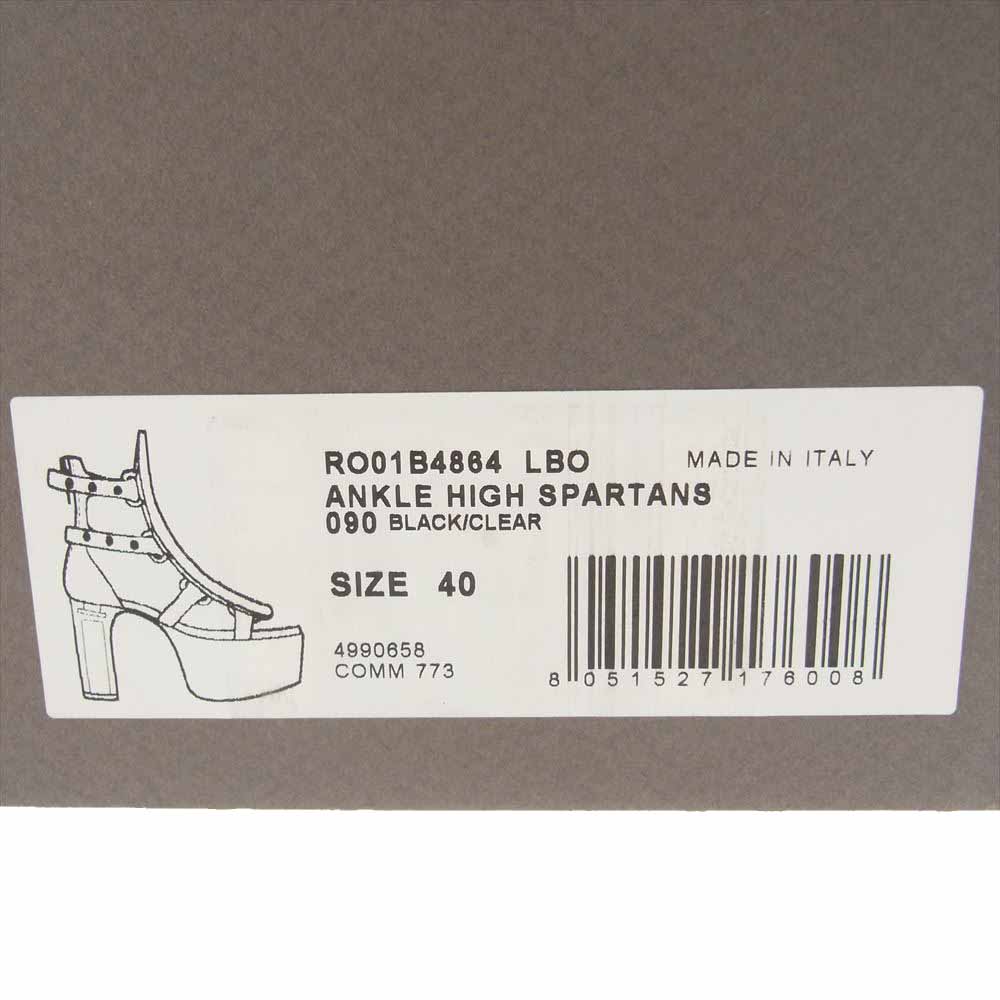 RO01B4864 LBO MADE IN ITALY
ANKLE HIGH SPARTANS
090 BLACK/CLEAR
SIZE 40
4990658
COMM 773
8 051527 176008